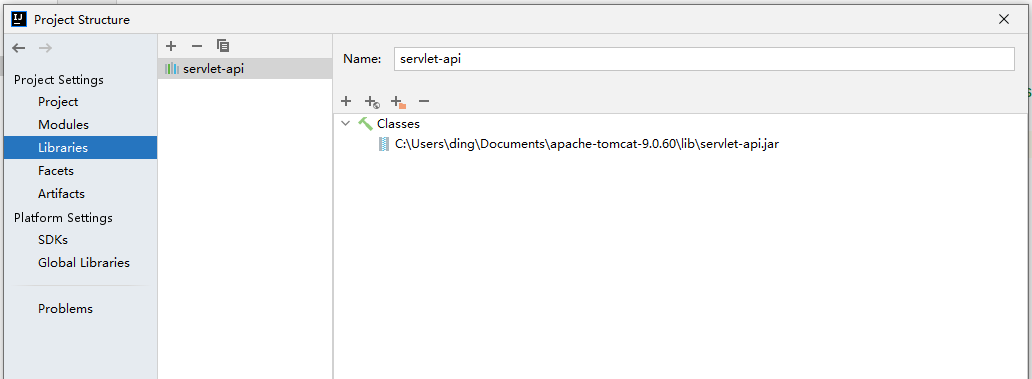 Project Structure
Project Settings
Project
Modules
Libraries
Facets
Artifacts
Platform Settings
SDKs
Global Libraries
Problems
servlet-api
Name: servlet-api
Classes
C:\Users\ding\Documents\apache-tomcat-9.0.60\lib\servlet-api.jar